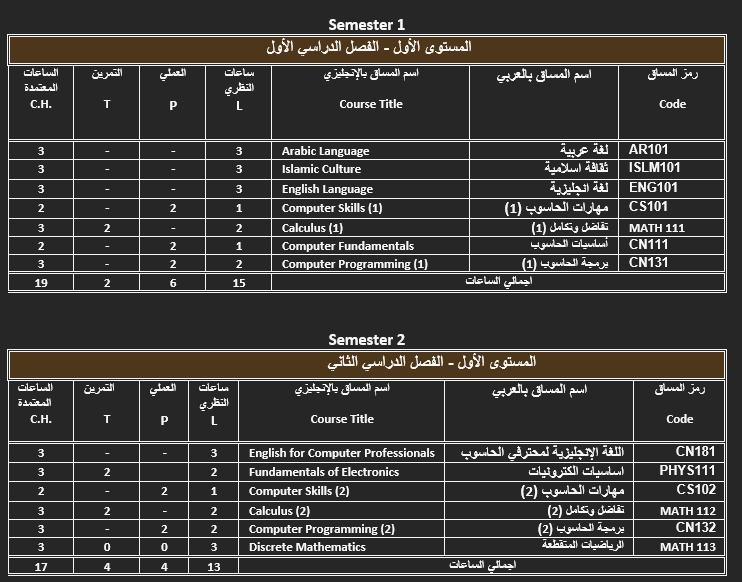 Semester 1
المستوى الأول - الفصل الدراسي الأول
رمز المساق Code | اسم المساق بالعربي | اسم المساق بالإنجليزي Course Title | ساعات النظري L | العملي P | التمرين T | الساعات المعتمدة C.H.
AR101 | لغة عربية | Arabic Language | 3 | - | - | 3
ISLM101 | ثقافة اسلامية | Islamic Culture | 3 | - | - | 3
ENG101 | لغة انجليزية | English Language | 3 | - | - | 3
CS101 | مهارات الحاسوب (1) | Computer Skills (1) | 1 | 2 | - | 2
MATH 111 | تفاضل وتكامل (1) | Calculus (1) | 2 | - | 2 | 3
CN111 | أساسيات الحاسوب | Computer Fundamentals | 1 | 2 | - | 2
CN131 | برمجة الحاسوب (1) | Computer Programming (1) | 2 | 2 | - | 3
اجمالي الساعات | 15 | 6 | 2 | 19
Semester 2
المستوى الأول - الفصل الدراسي الثاني
رمز المساق Code | اسم المساق بالعربي | اسم المساق بالإنجليزي Course Title | ساعات النظري L | العملي P | التمرين T | الساعات المعتمدة C.H.
CN181 | اللغة الإنجليزية لمحترفي الحاسوب | English for Computer Professionals | 3 | - | - | 3
PHYS111 | اساسيات الكترونيات | Fundamentals of Electronics | 2 | | 2 | 3
CS102 | مهارات الحاسوب (2) | Computer Skills (2) | 1 | 2 | - | 2
MATH 112 | تفاضل وتكامل (2) | Calculus (2) | 2 | - | 2 | 3
CN132 | برمجة الحاسوب (2) | Computer Programming (2) | 2 | 2 | - | 3
MATH 113 | الرياضيات المتقطعة | Discrete Mathematics | 3 | 0 | 0 | 3
اجمالي الساعات | 13 | 4 | 4 | 17